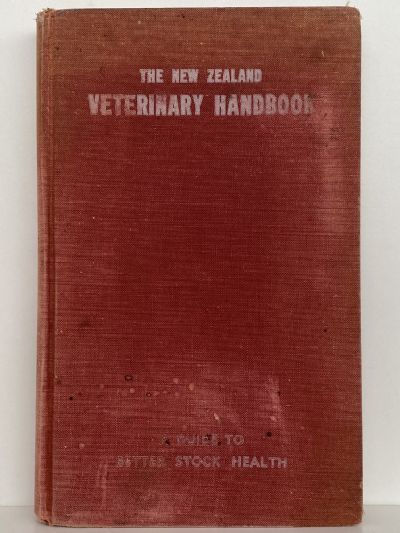 THE NEW ZEALAND
VETERINARY HANDBOOK
A GUIDE TO
BETTER STOCK HEALTH